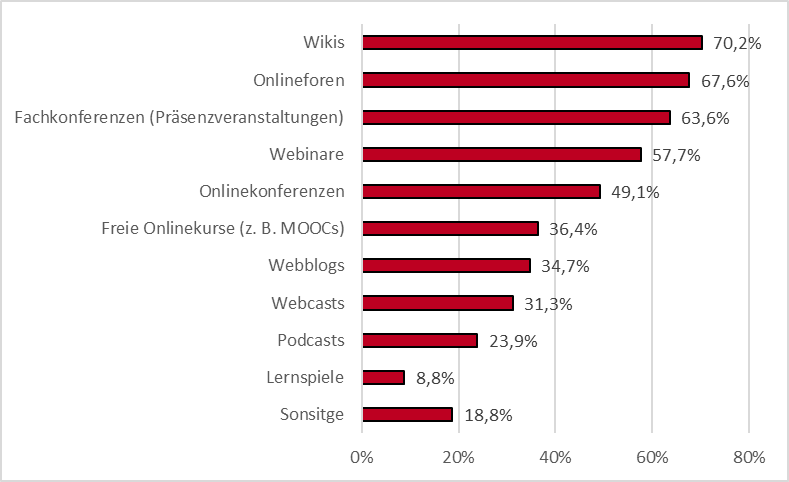 Wikis 70,2%
Onlineforen 67,6%
Fachkonferenzen (Präsenzveranstaltungen) 63,6%
Webinare 57,7%
Onlinekonferenzen 49,1%
Freie Onlinekurse (z. B. MOOCs) 36,4%
Webblogs 34,7%
Webcasts 31,3%
Podcasts 23,9%
Lernspiele 8,8%
Sonsitge 18,8%
0% 20% 40% 60% 80%